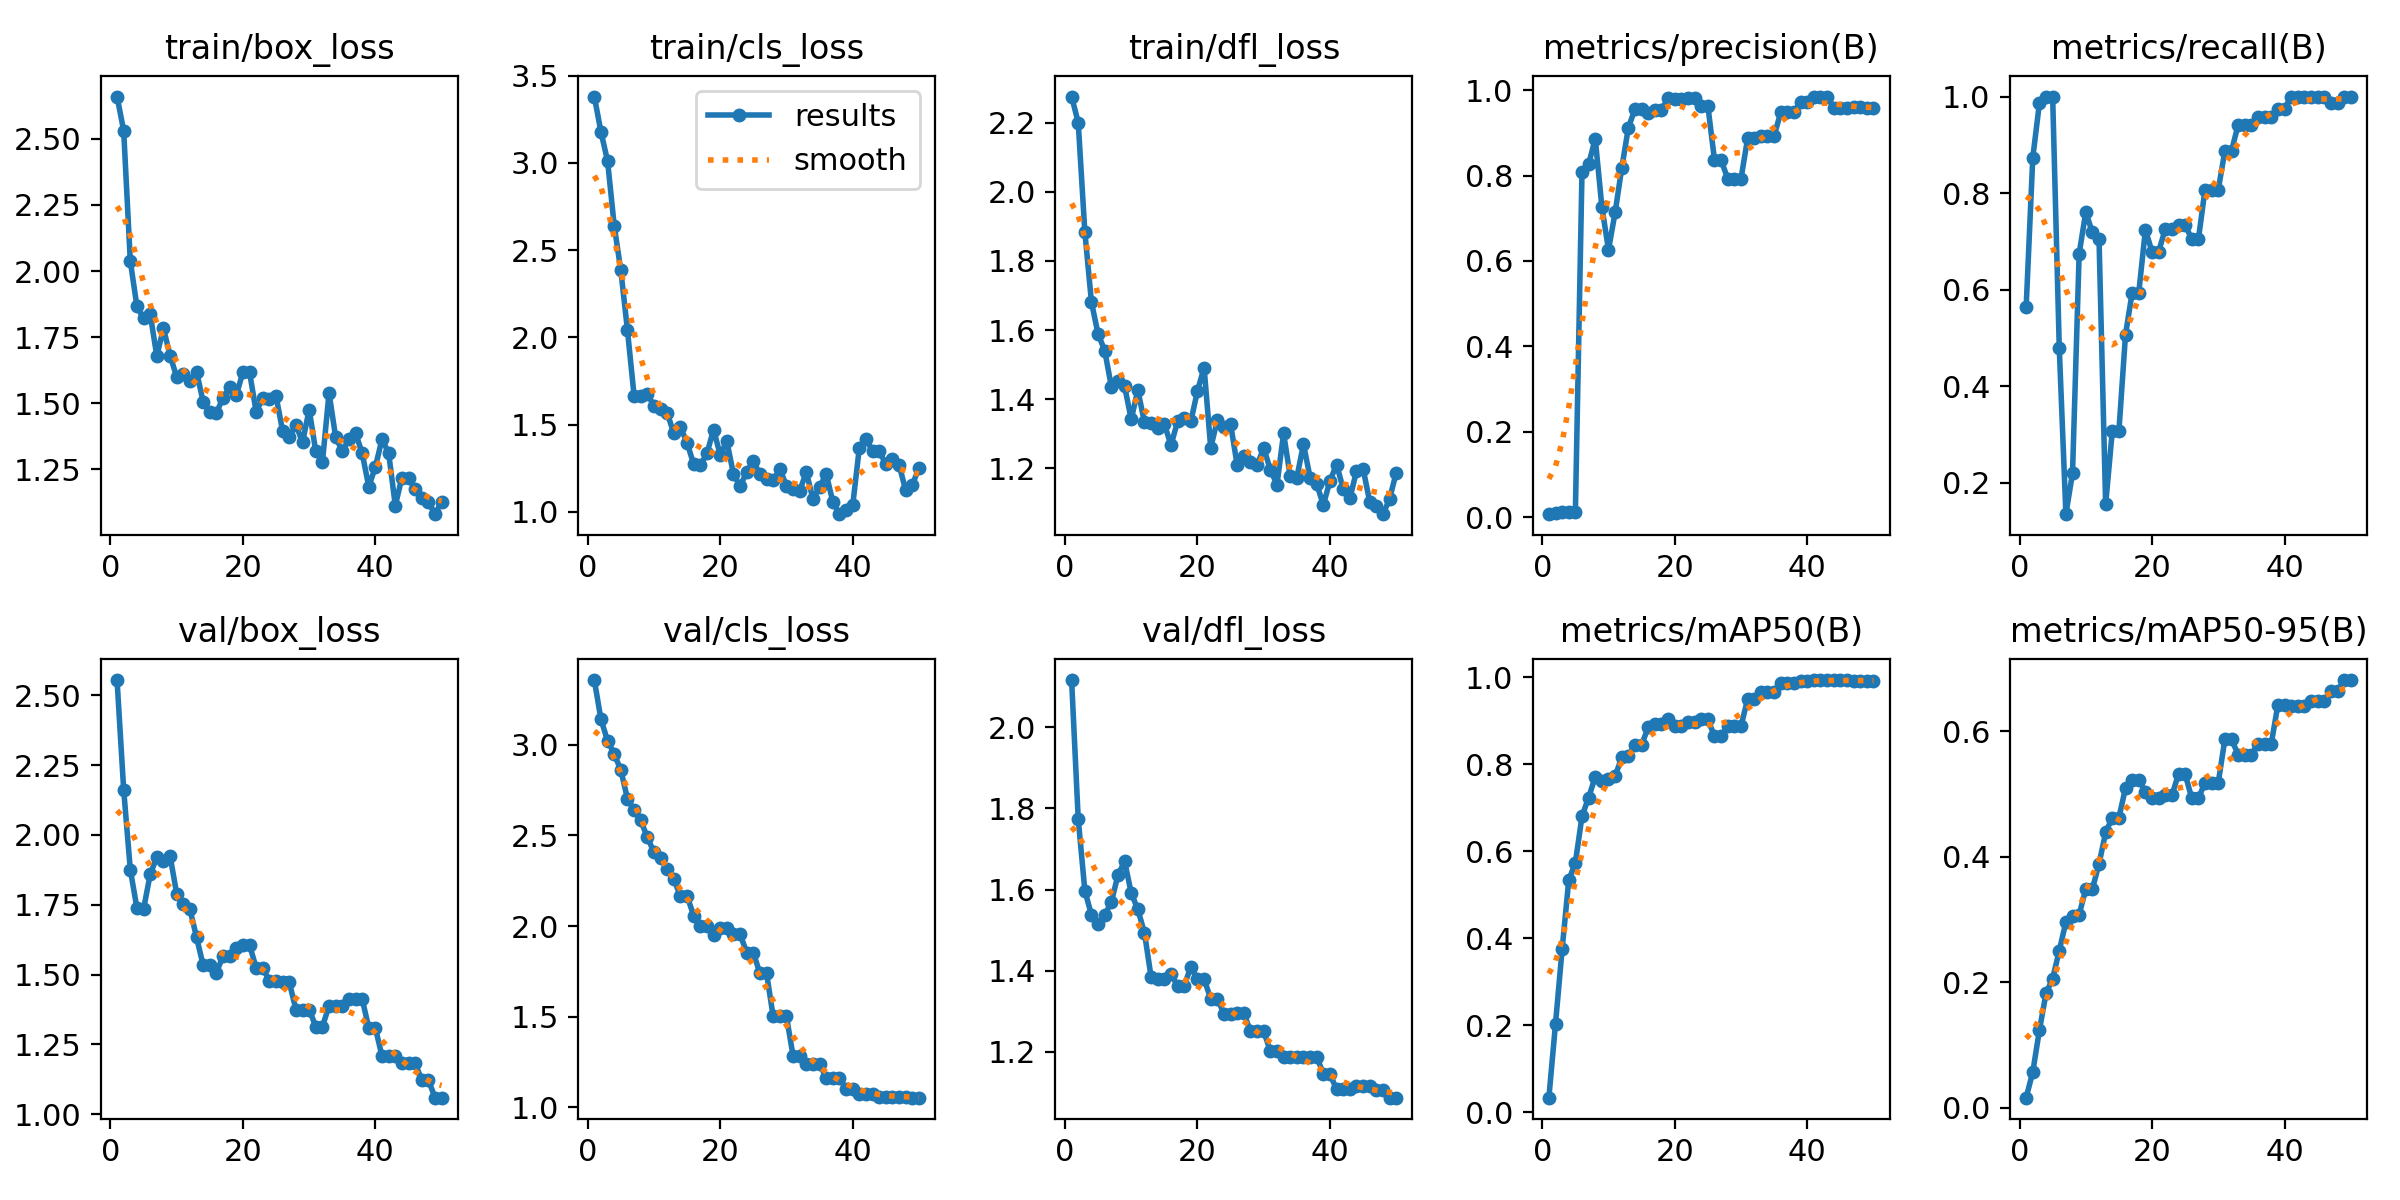 train/box_loss
2.50
2.25
2.00
1.75
1.50
1.25
0 20 40
train/cls_loss
results
smooth
3.5
3.0
2.5
2.0
1.5
1.0
0 20 40
train/dfl_loss
2.2
2.0
1.8
1.6
1.4
1.2
0 20 40
metrics/precision(B)
1.0
0.8
0.6
0.4
0.2
0.0
0 20 40
metrics/recall(B)
1.0
0.8
0.6
0.4
0.2
0 20 40
val/box_loss
2.50
2.25
2.00
1.75
1.50
1.25
1.00
0 20 40
val/cls_loss
3.0
2.5
2.0
1.5
1.0
0 20 40
val/dfl_loss
2.0
1.8
1.6
1.4
1.2
0 20 40
metrics/mAP50(B)
1.0
0.8
0.6
0.4
0.2
0.0
0 20 40
metrics/mAP50-95(B)
0.6
0.4
0.2
0.0
0 20 40